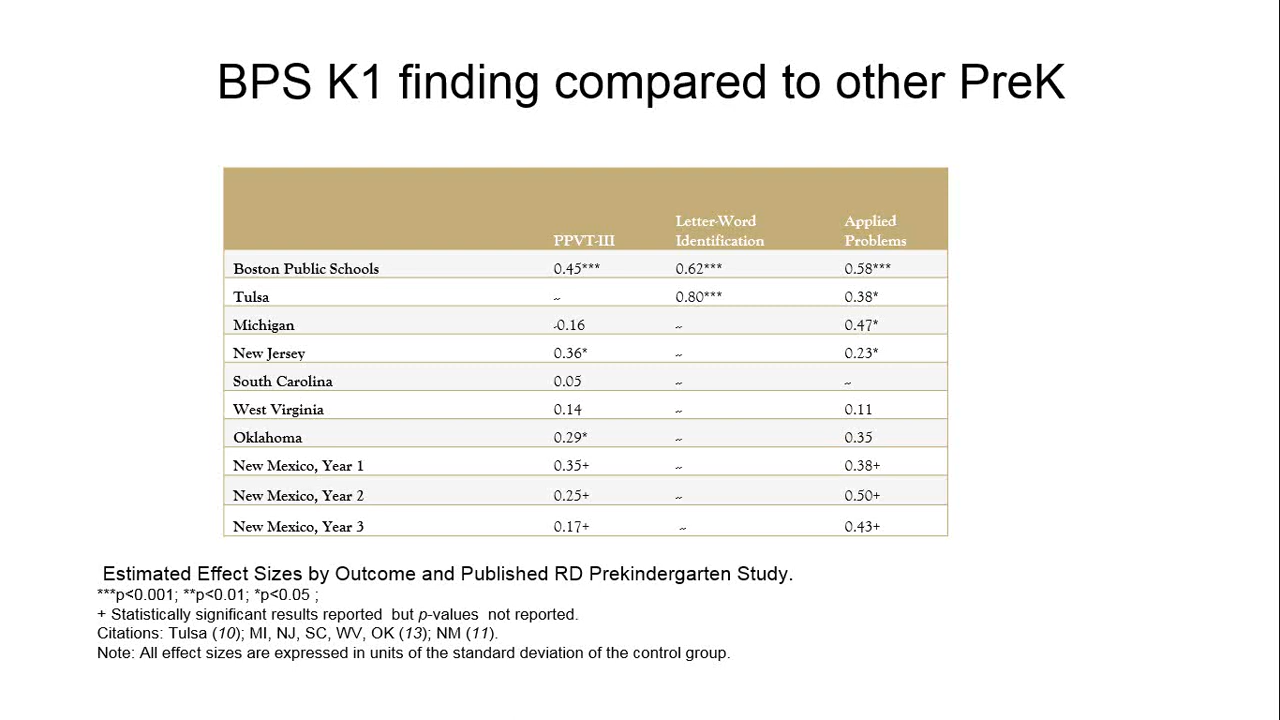 BPS K1 finding compared to other PreK
PPVT-III Letter-Word Identification Applied Problems
Boston Public Schools 0.45*** 0.62*** 0.58***
Tulsa ~ 0.80*** 0.38*
Michigan -0.16 ~ 0.47*
New Jersey 0.36* ~ 0.23*
South Carolina 0.05 ~ ~
West Virginia 0.14 ~ 0.11
Oklahoma 0.29* ~ 0.35
New Mexico, Year 1 0.35+ ~ 0.38+
New Mexico, Year 2 0.25+ ~ 0.50+
New Mexico, Year 3 0.17+ ~ 0.43+
Estimated Effect Sizes by Outcome and Published RD Prekindergarten Study.
***p<0.001; **p<0.01; *p<0.05 ;
+ Statistically significant results reported but p-values not reported.
Citations: Tulsa (10); MI, NJ, SC, WV, OK (13); NM (11).
Note: All effect sizes are expressed in units of the standard deviation of the control group.